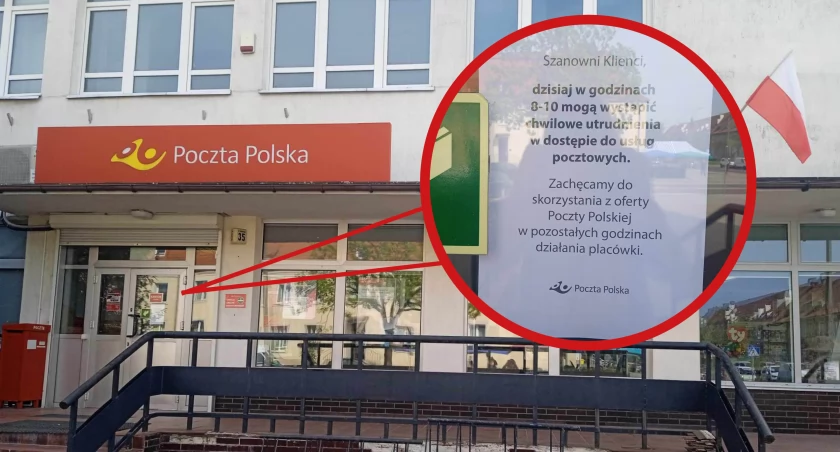 Poczta Polska
35
Szanowni Klienci,
dzisiaj w godzinach
8-10 mogą wystąpić
chwilowe utrudnienia
w dostępie do usług
pocztowych.
Zachęcamy do
skorzystania z oferty
Poczty Polskiej
w pozostałych godzinach
działania placówki.
Poczta Polska